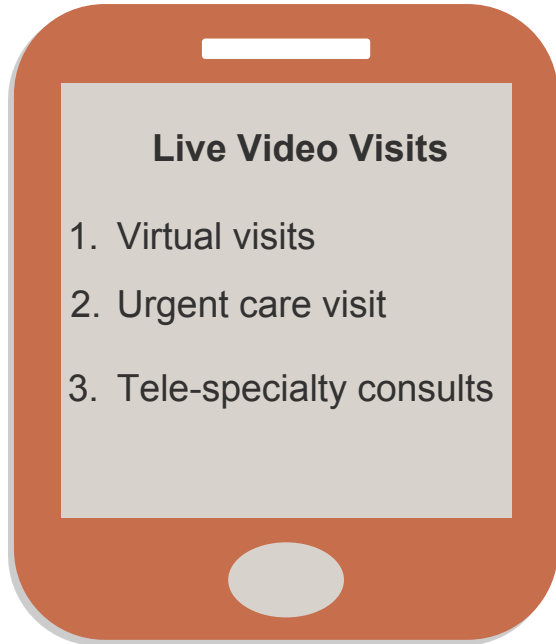 Live Video Visits
1. Virtual visits
2. Urgent care visit
3. Tele-specialty consults